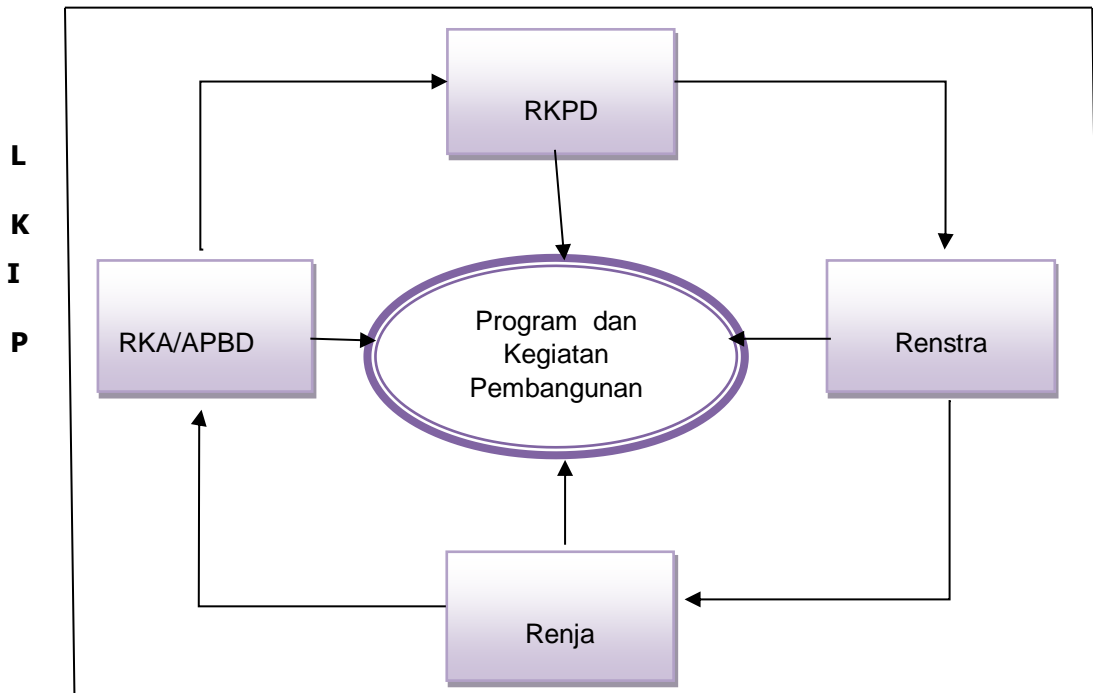 L
K
I
P
RKPD
RKA/APBD
Program dan
Kegiatan
Pembangunan
Renstra
Renja